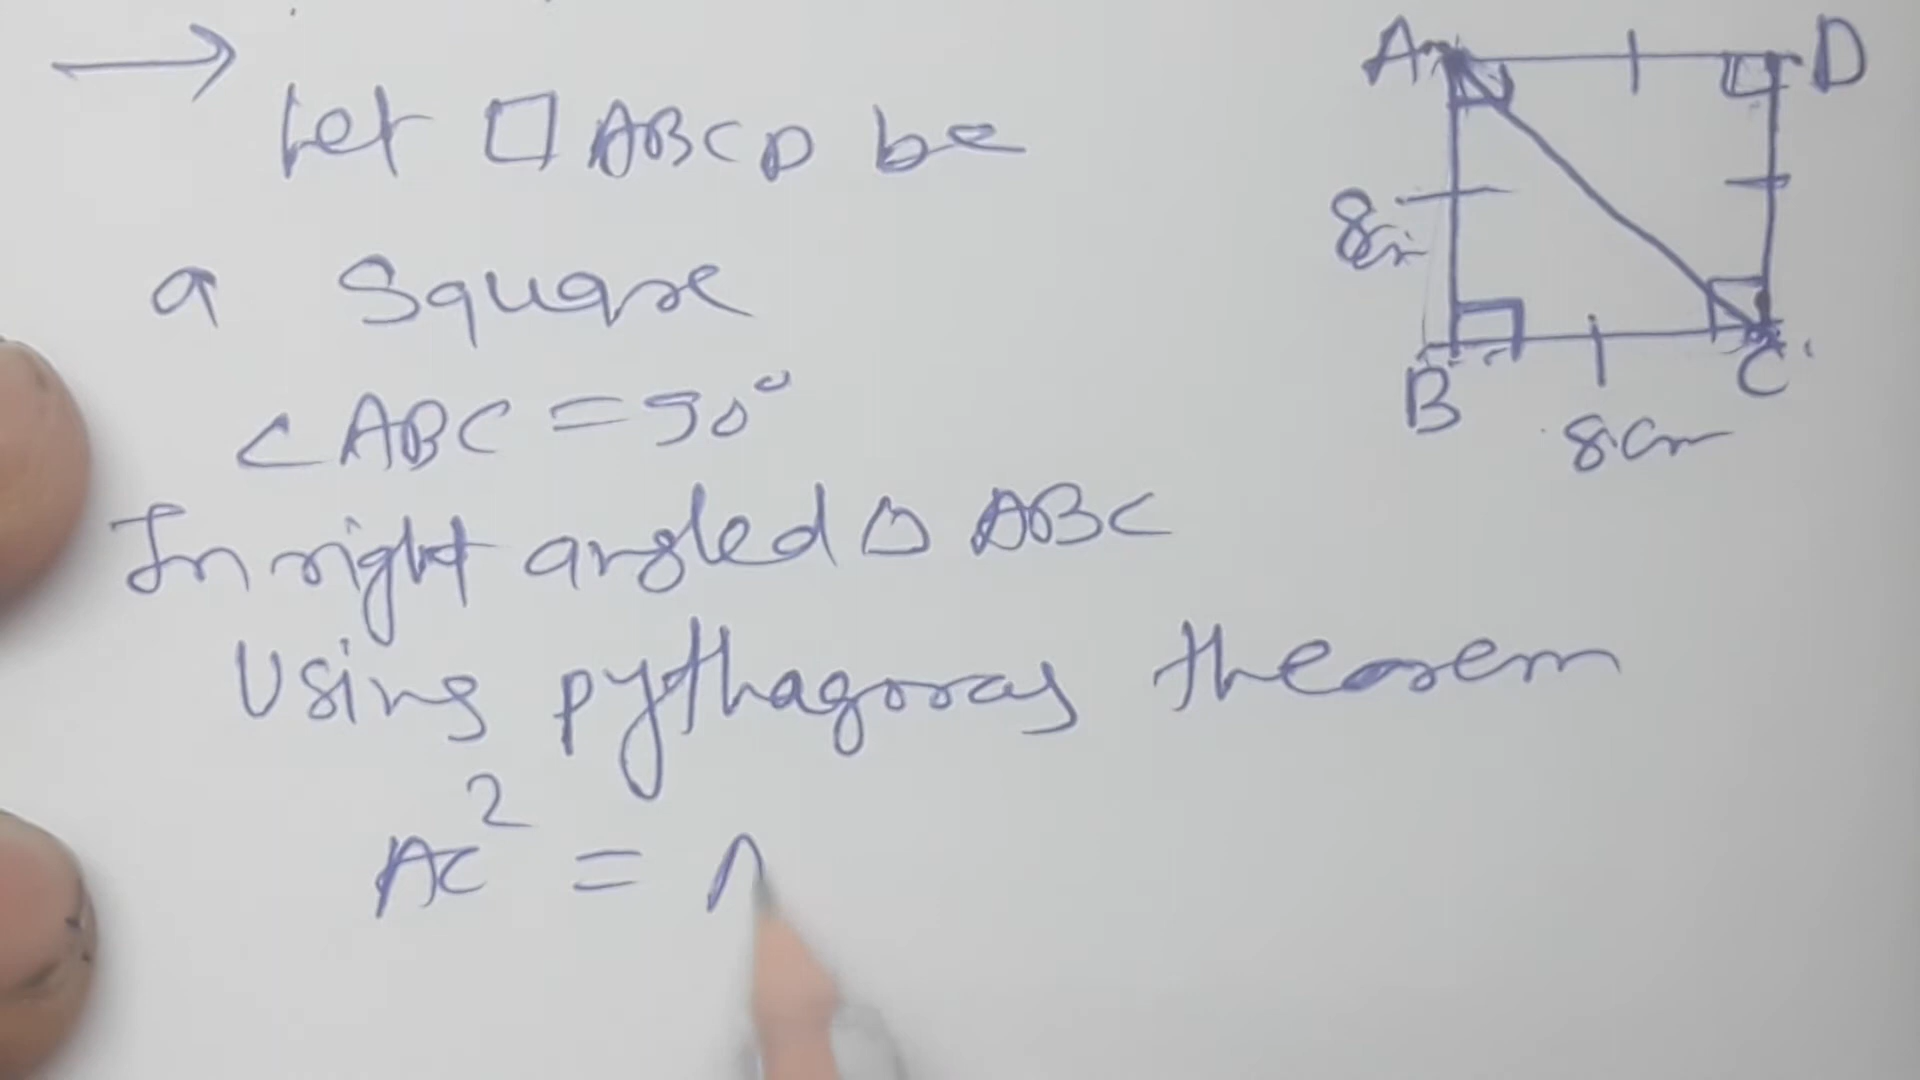 → Let □ ABCD be
a Square
∠ABC = 90°
In right angled △ ABC
Using pythagoras theorem
AC² = A
A
D
8cm
B
C
8cm